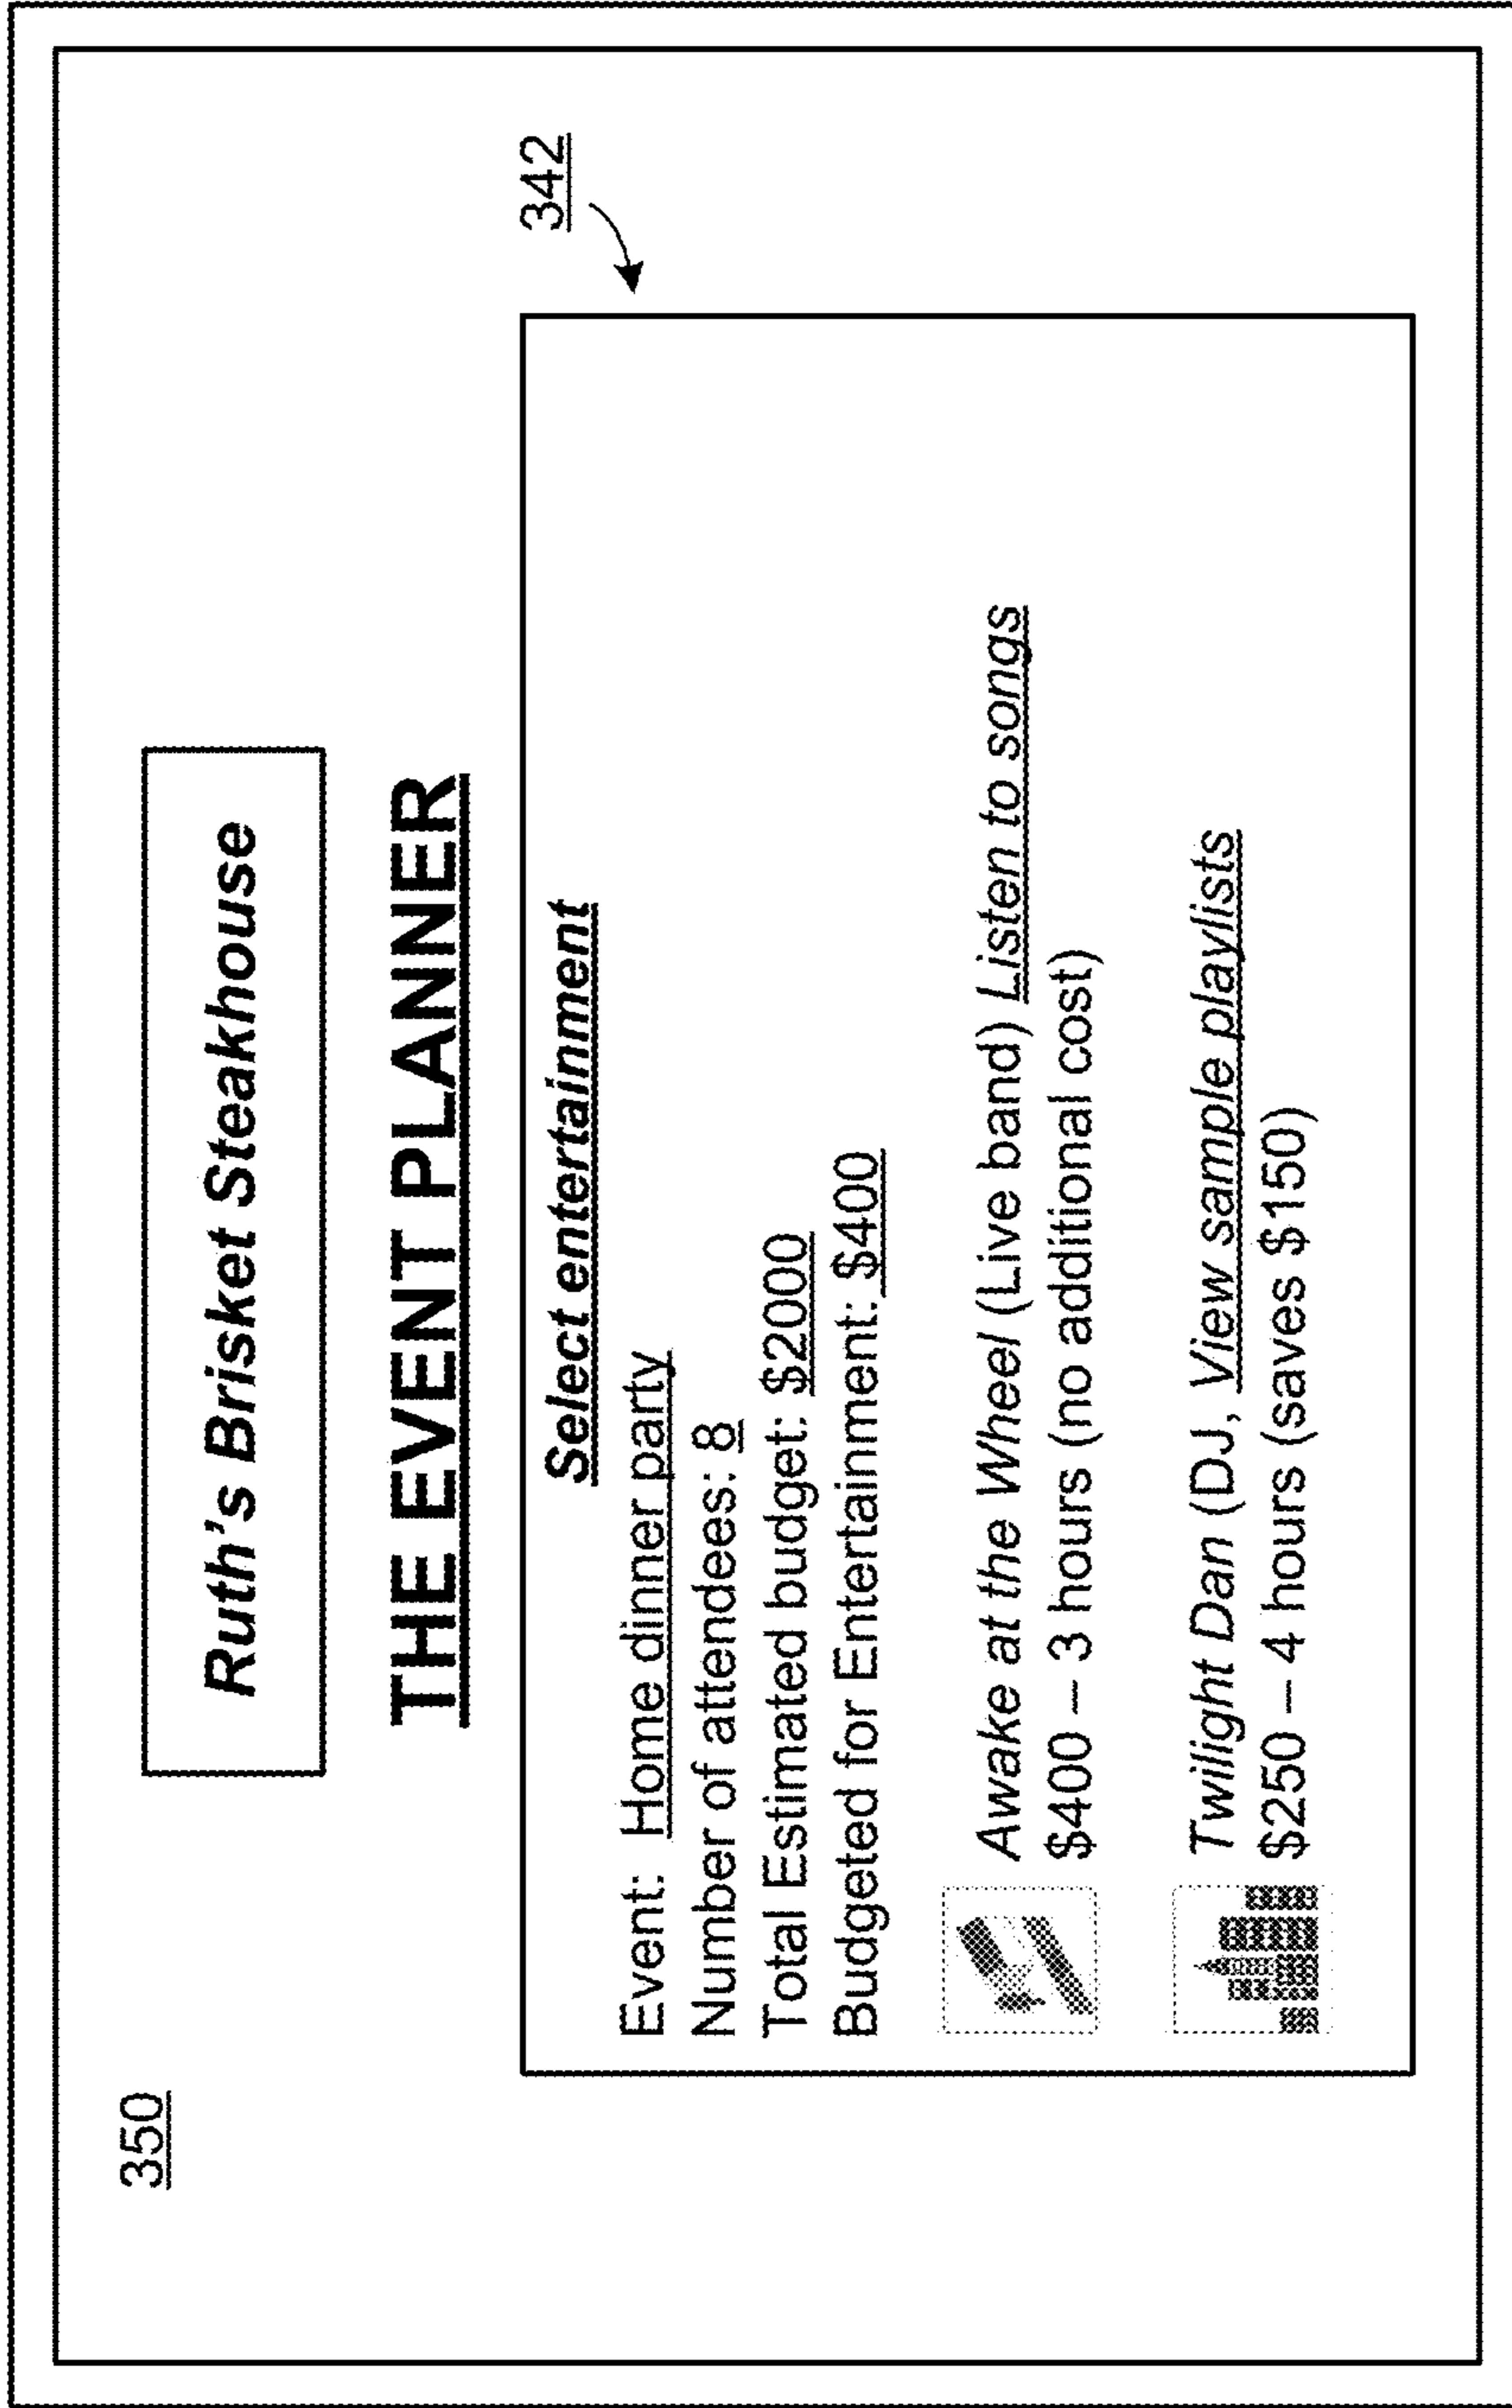 350
Ruth's Brisket Steakhouse
THE EVENT PLANNER
342
Select entertainment
Event: Home dinner party
Number of attendees: 8
Total Estimated budget: $2000
Budgeted for Entertainment: $400
Awake at the Wheel (Live band) Listen to songs
$400 – 3 hours (no additional cost)
Twilight Dan (DJ, View sample playlists
$250 – 4 hours (saves $150)